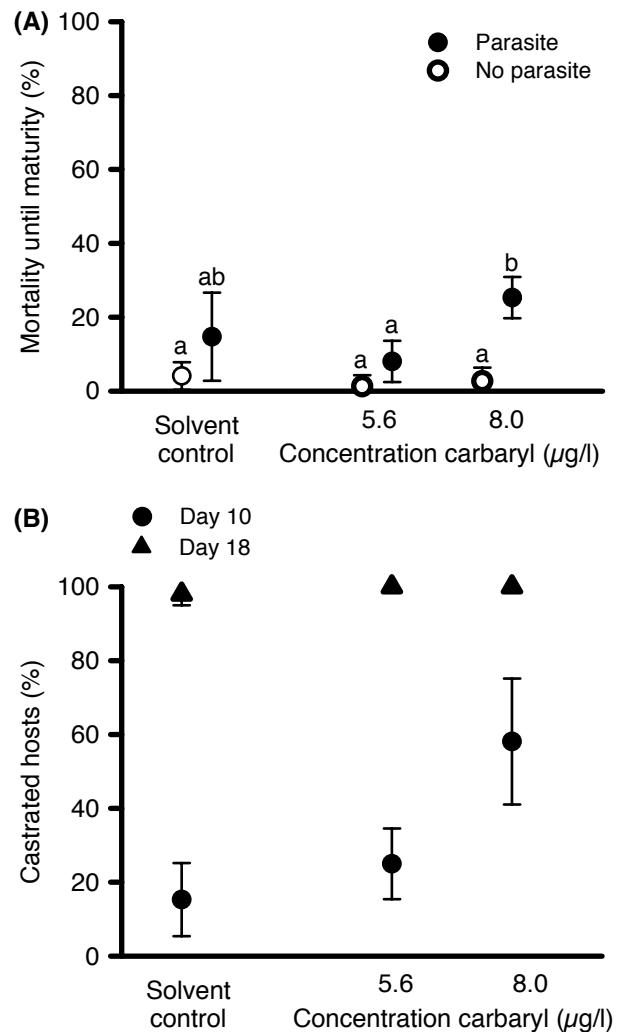 (A)
100
80
60
40
20
0
Mortality until maturity (%)
Parasite
No parasite
a
ab
a
a
a
b
Solvent
control
5.6
8.0
Concentration carbaryl (µg/l)
(B)
Day 10
Day 18
100
80
60
40
20
0
Castrated hosts (%)
Solvent
control
5.6
8.0
Concentration carbaryl (µg/l)